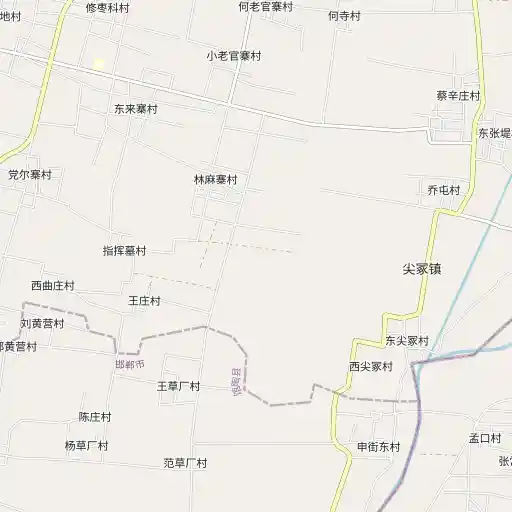 地村
修枣科村
何老官寨村
何寺村
小老官寨村
蔡辛庄村
东来寨村
东张堤
党尔寨村
林麻寨村
乔屯村
指挥墓村
尖冢镇
西曲庄村
王庄村
刘黄营村
东尖冢村
黄营村
邯郸市
西尖冢村
馆陶县
王草厂村
陈庄村
孟口村
杨草厂村
申街东村
范草厂村